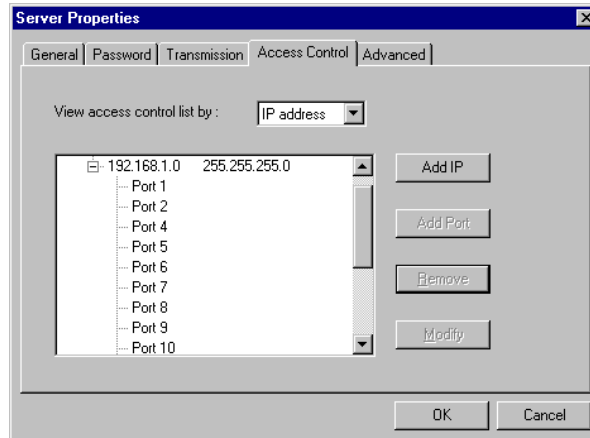 Server Properties
General Password Transmission Access Control Advanced
View access control list by : IP address
192.168.1.0 255.255.255.0 Add IP
Port 1
Port 2
Port 4 Add Port
Port 5
Port 6
Port 7 Remove
Port 8
Port 9 Modify
Port 10
OK Cancel